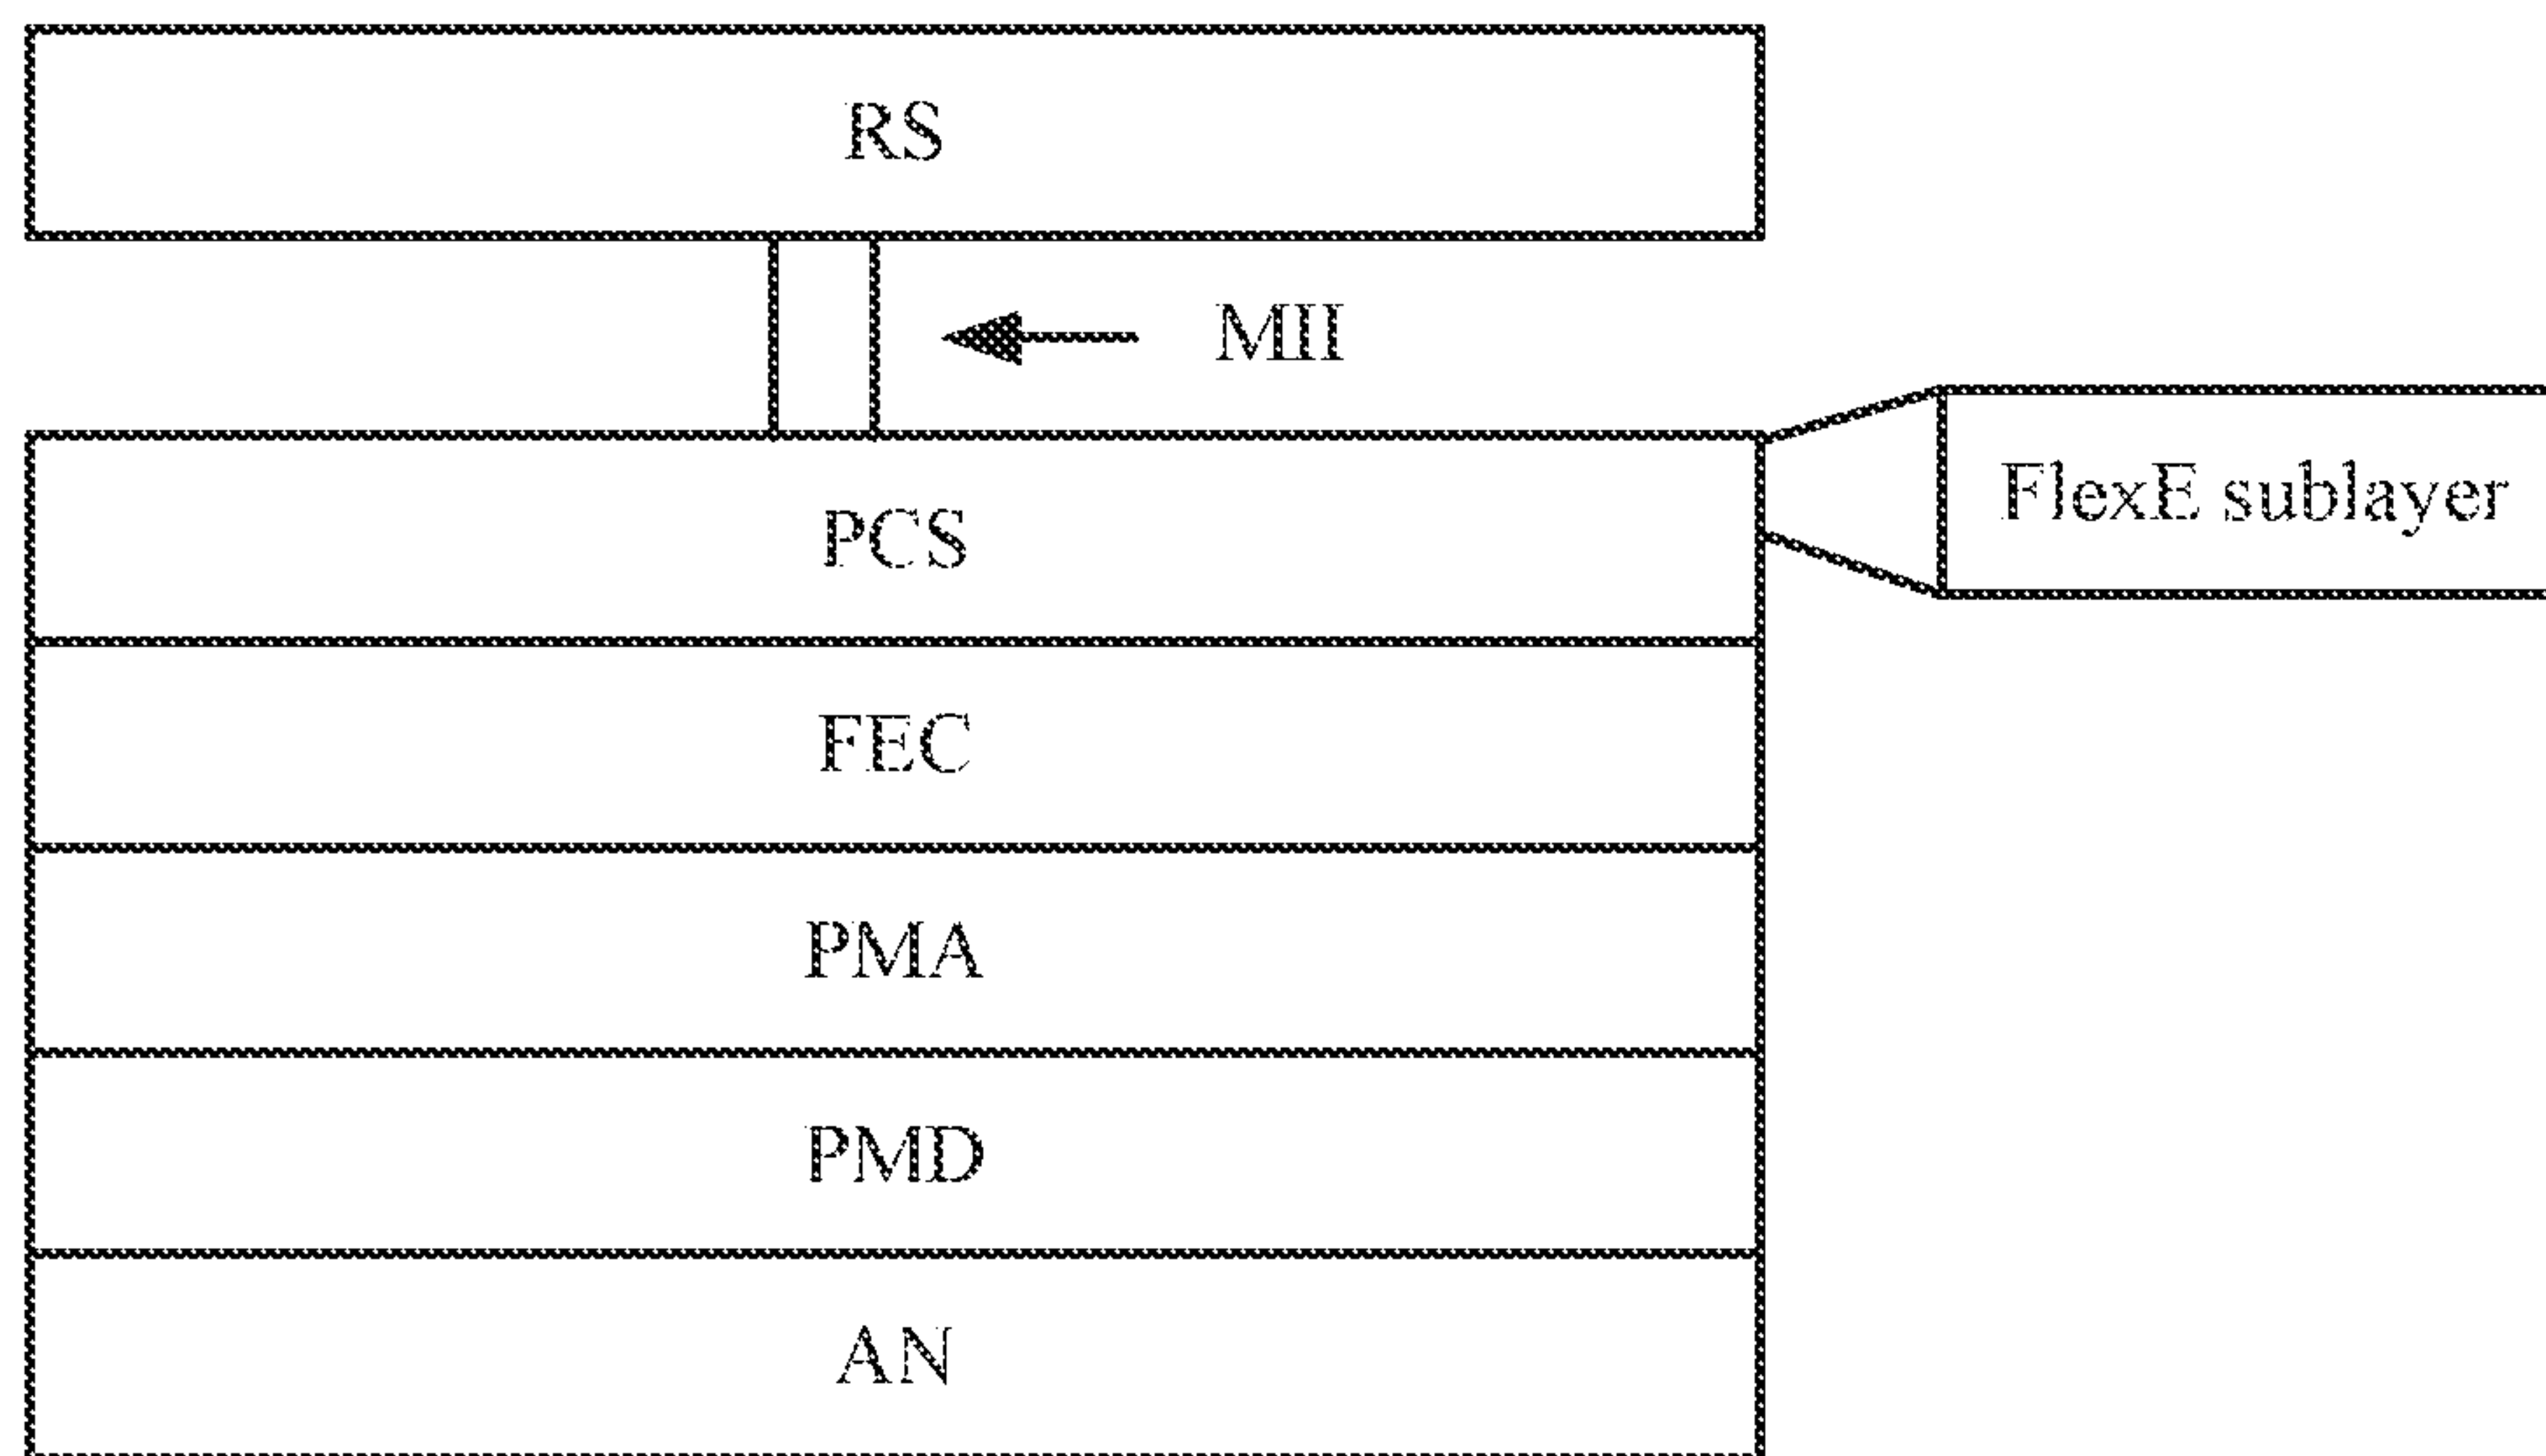 RS
MII
PCS
FlexE sublayer
FEC
PMA
PMD
AN